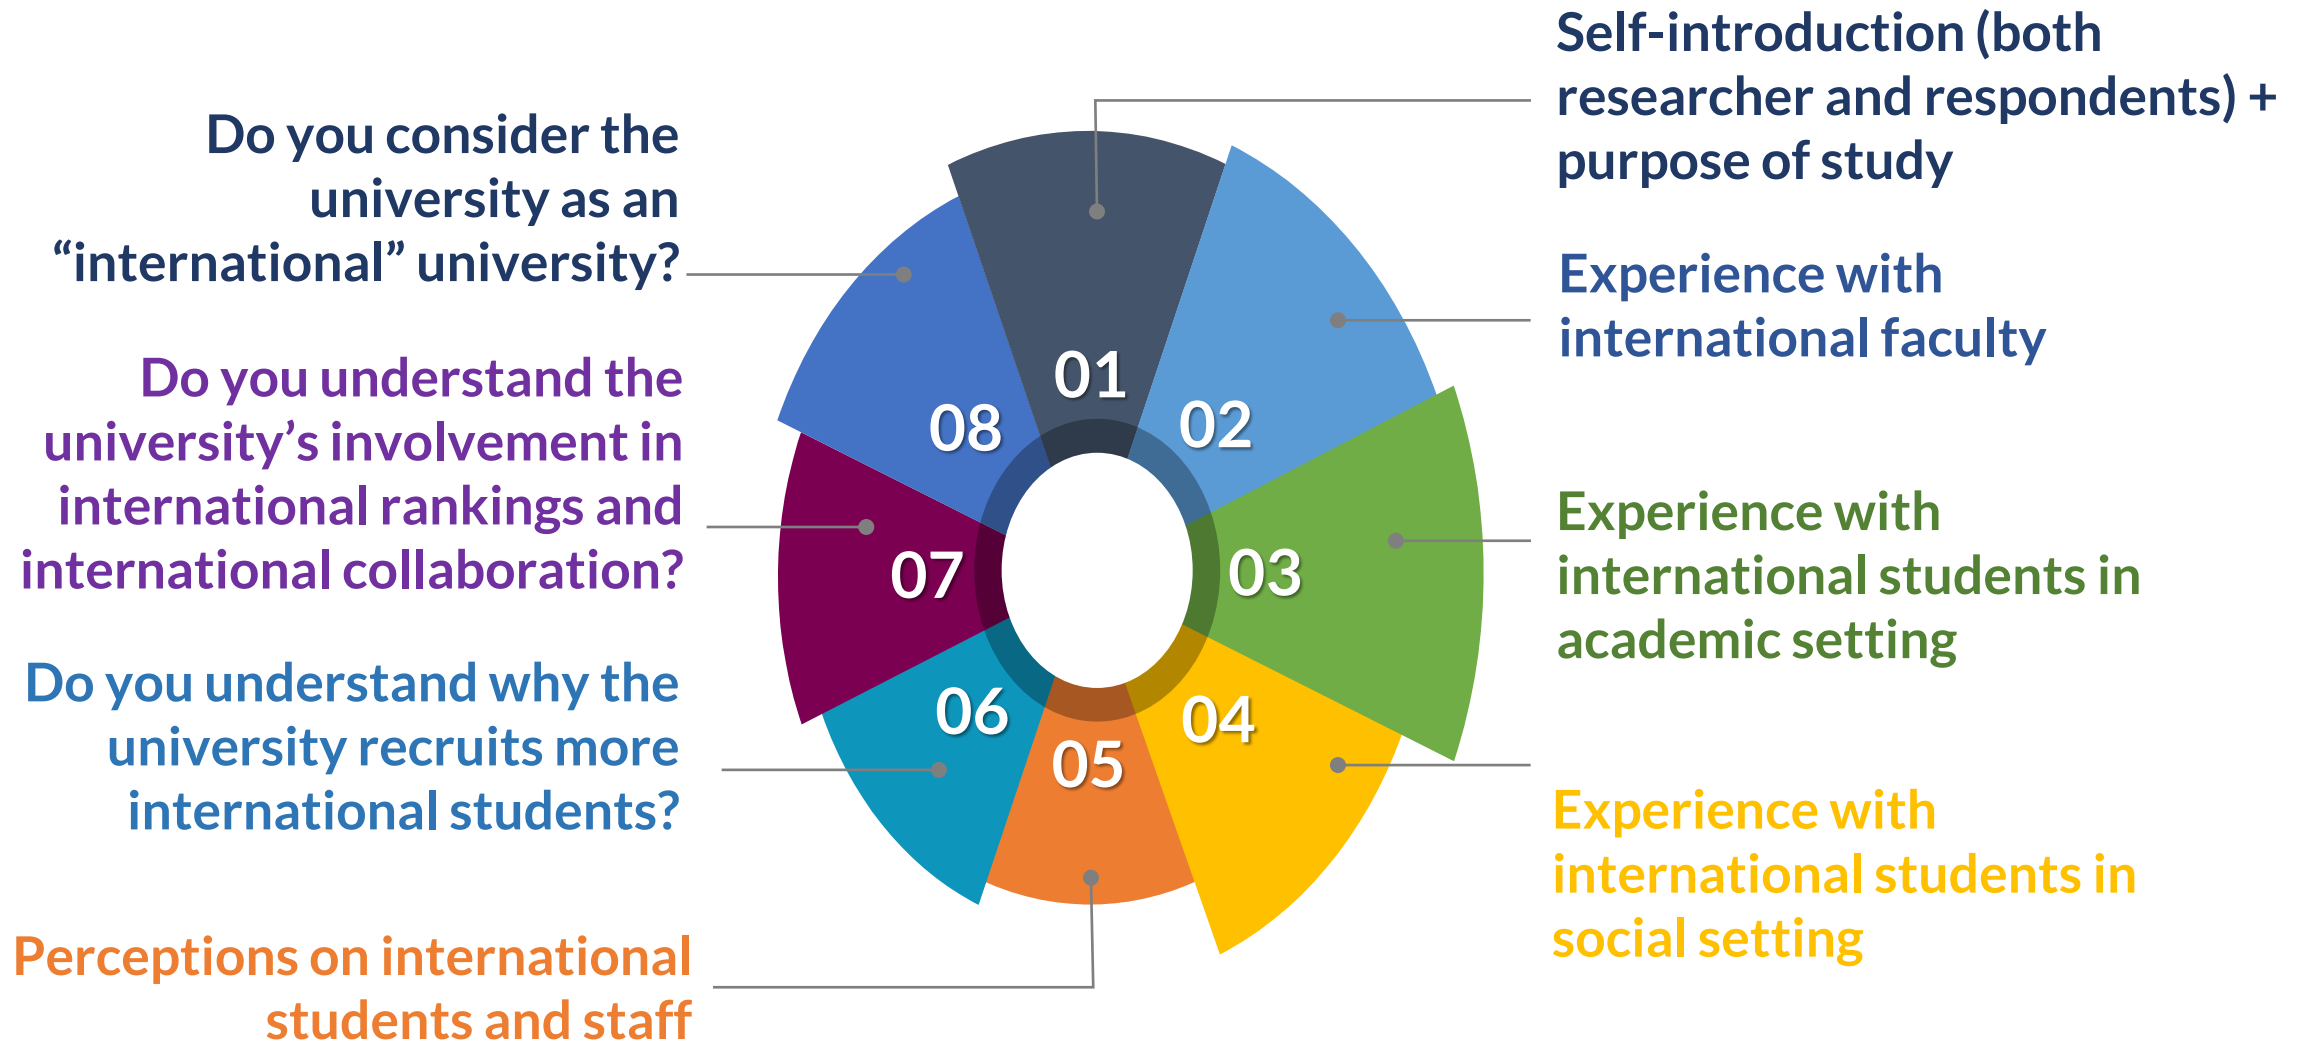 Self-introduction (both
researcher and respondents) +
purpose of study
Experience with
international faculty
Experience with
international students in
academic setting
Experience with
international students in
social setting
Perceptions on international
students and staff
Do you understand why the
university recruits more
international students?
Do you understand the
university’s involvement in
international rankings and
international collaboration?
Do you consider the
university as an
“international” university?
01
02
03
04
05
06
07
08